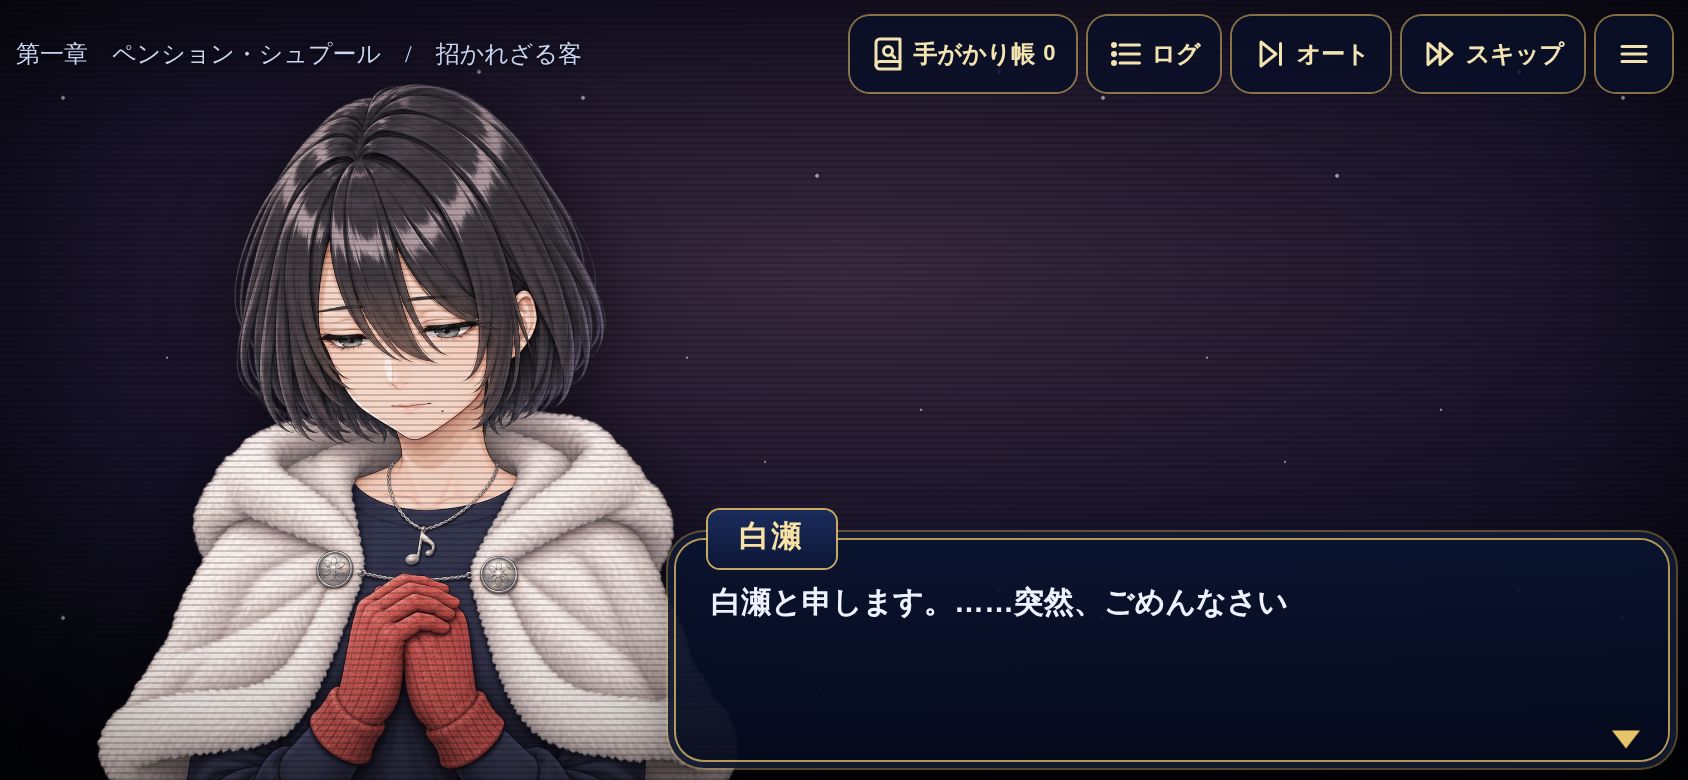 第一章 ペンション・シュプール / 招かれざる客
手がかり帳 0
ログ
オート
スキップ
白瀬
白瀬と申します。……突然、ごめんなさい